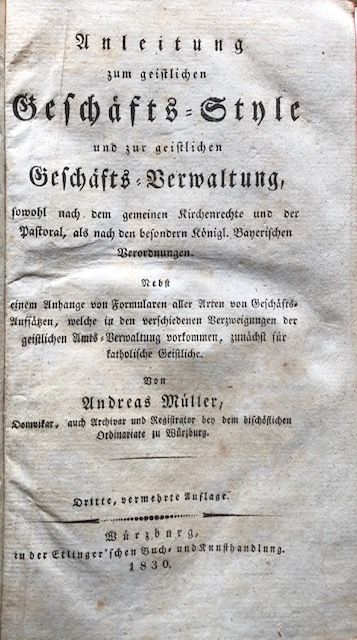 Anleitung
zum geistlichen
Geschäfts-Style
und zur geistlichen
Geschäfts-Verwaltung,
sowohl nach dem gemeinen Kirchenrechte und der
Pastoral, als nach den besondern Königl. Bayerischen
Verordnungen.
Nebst
einem Anhange von Formularen aller Arten von Geschäfts-
Aufsätzen, welche in den verschiedenen Verzweigungen der
geistlichen Amts-Verwaltung vorkommen, zunächst für
katholische Geistliche.
Von
Andreas Müller,
Domvikar, auch Archivar und Registrator bey dem bischöflichen
Ordinariate zu Würzburg.
Dritte, vermehrte Auflage.
Würzburg,
in der Etlinger'schen Buch- und Kunsthandlung.
1830.